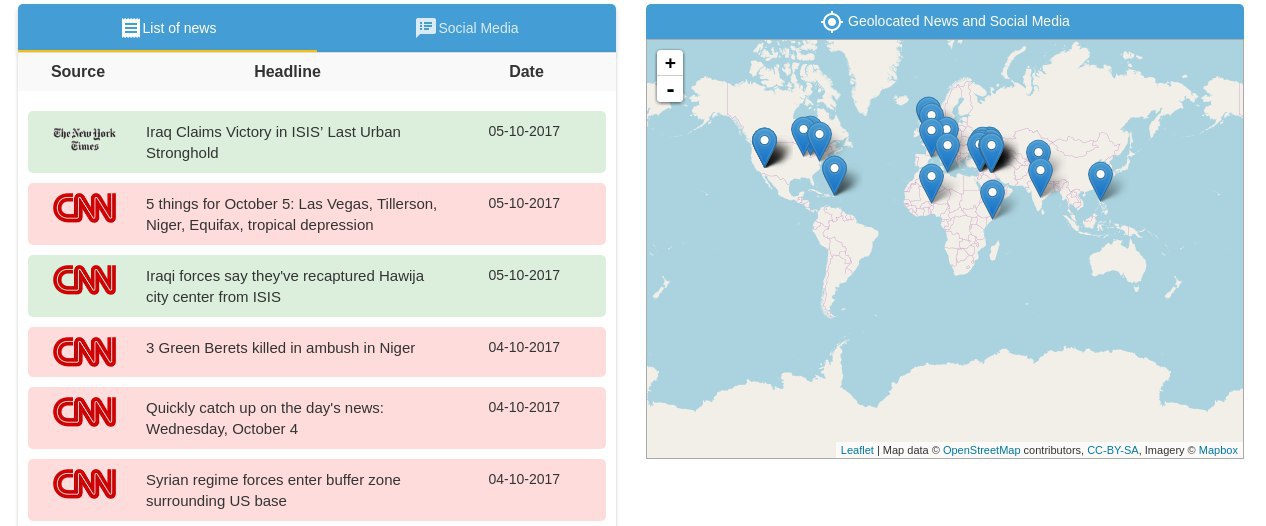 List of news
Social Media
Source Headline Date
The New York
Times
Iraq Claims Victory in ISIS' Last Urban
Stronghold
05-10-2017
CNN
5 things for October 5: Las Vegas, Tillerson,
Niger, Equifax, tropical depression
05-10-2017
CNN
Iraqi forces say they've recaptured Hawija
city center from ISIS
05-10-2017
CNN
3 Green Berets killed in ambush in Niger
04-10-2017
CNN
Quickly catch up on the day's news:
Wednesday, October 4
04-10-2017
CNN
Syrian regime forces enter buffer zone
surrounding US base
04-10-2017
Geolocated News and Social Media
+
-
Leaflet | Map data © OpenStreetMap contributors, CC-BY-SA, Imagery © Mapbox